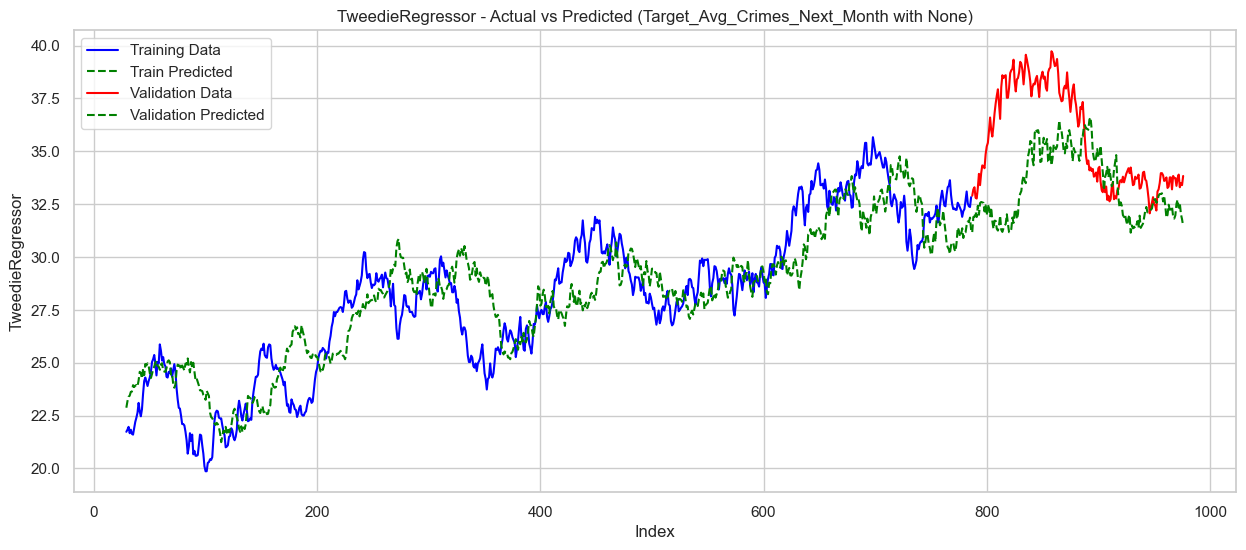 TweedieRegressor - Actual vs Predicted (Target_Avg_Crimes_Next_Month with None)
Training Data
Train Predicted
Validation Data
Validation Predicted
TweedieRegressor
40.0
37.5
35.0
32.5
30.0
27.5
25.0
22.5
20.0
0 200 400 600 800 1000
Index